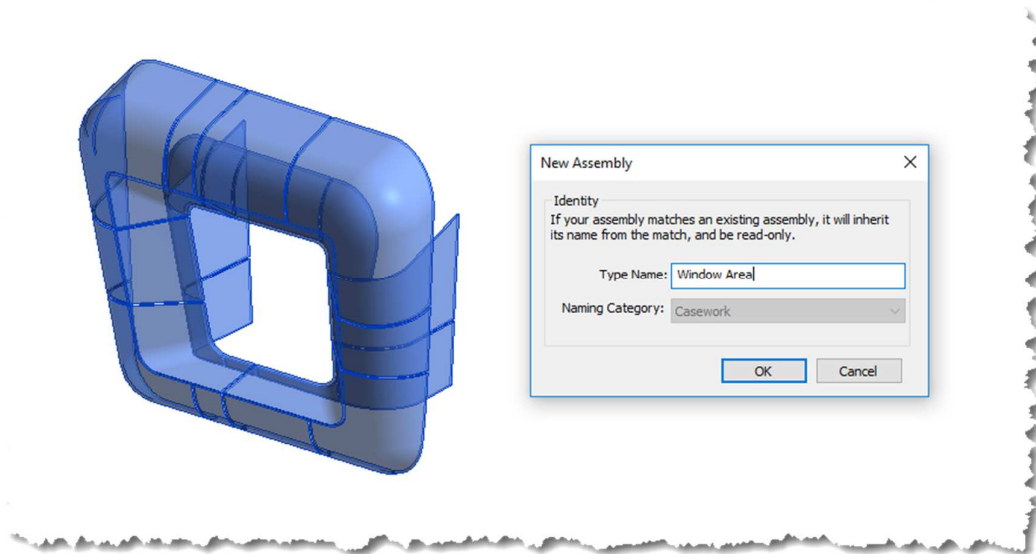 New Assembly
Identity
If your assembly matches an existing assembly, it will inherit
its name from the match, and be read-only.
Type Name: Window Area
Naming Category: Casework
OK Cancel